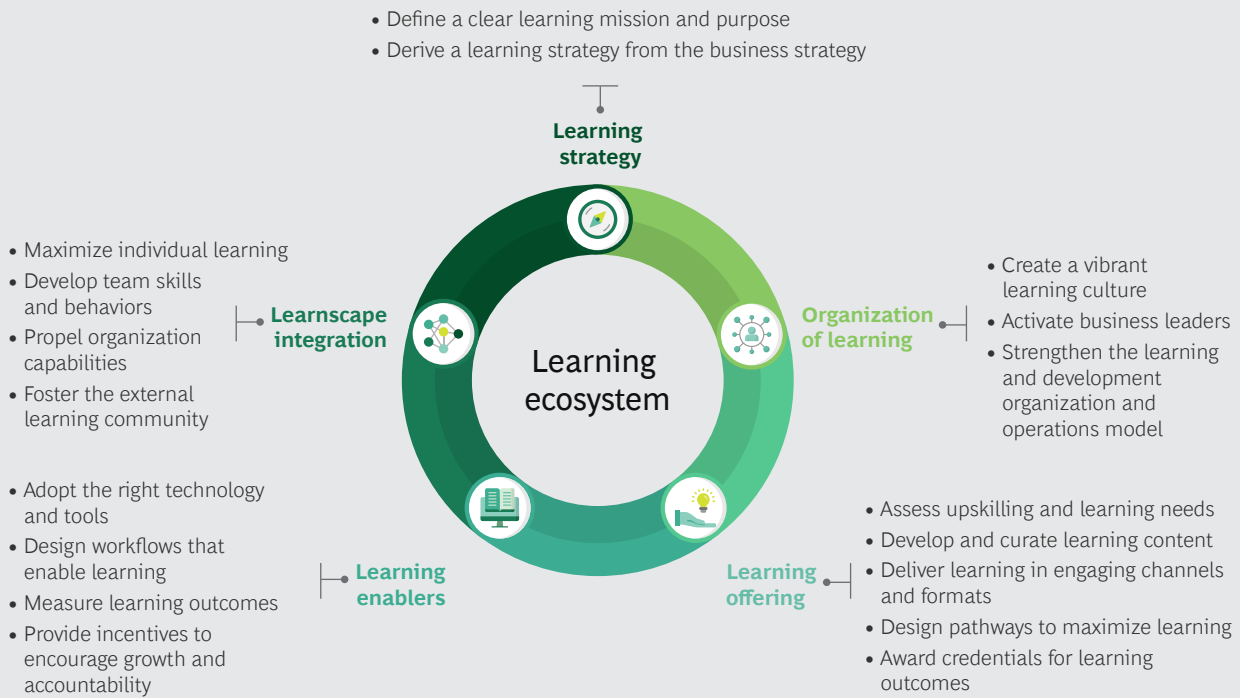 • Define a clear learning mission and purpose
• Derive a learning strategy from the business strategy
Learning
strategy
Organization
of learning
• Create a vibrant
learning culture
• Activate business leaders
• Strengthen the learning
and development
organization and
operations model
Learning
offering
• Assess upskilling and learning needs
• Develop and curate learning content
• Deliver learning in engaging channels
and formats
• Design pathways to maximize learning
• Award credentials for learning
outcomes
Learning
enablers
• Adopt the right technology
and tools
• Design workflows that
enable learning
• Measure learning outcomes
• Provide incentives to
encourage growth and
accountability
Learnscape
integration
• Maximize individual learning
• Develop team skills
and behaviors
• Propel organization
capabilities
• Foster the external
learning community
Learning
ecosystem